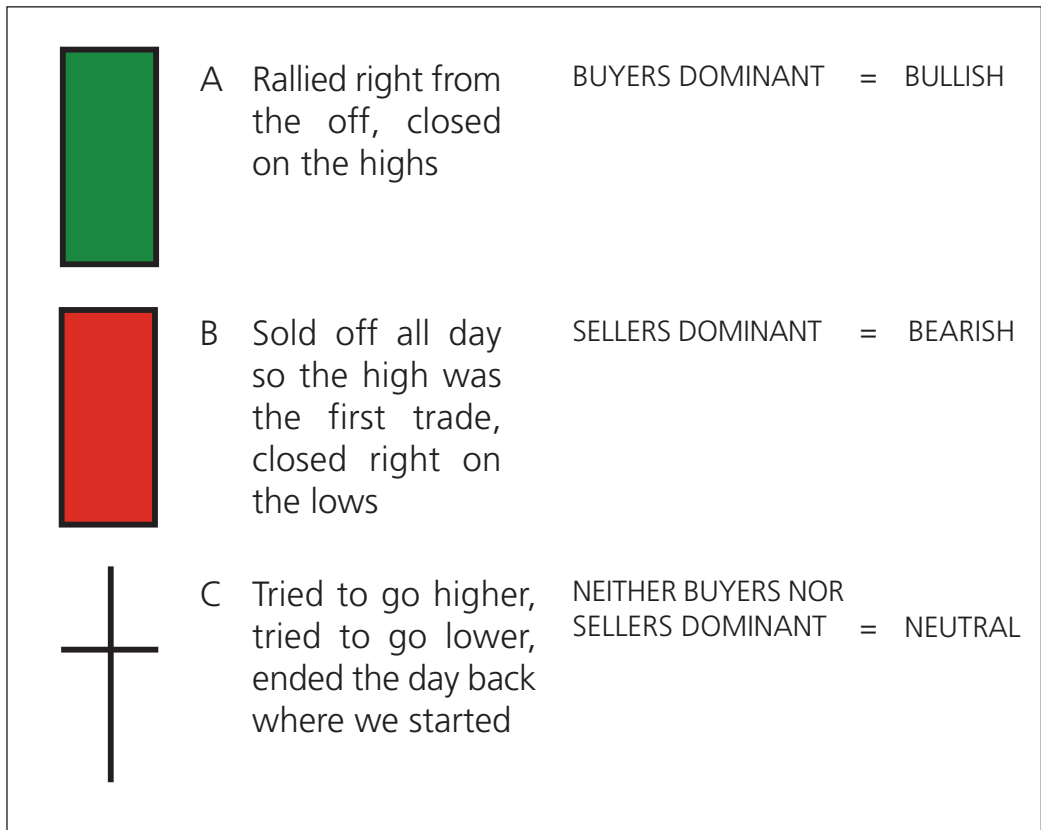 A Rallied right from
the off, closed
on the highs
BUYERS DOMINANT = BULLISH
B Sold off all day
so the high was
the first trade,
closed right on
the lows
SELLERS DOMINANT = BEARISH
C Tried to go higher,
tried to go lower,
ended the day back
where we started
NEITHER BUYERS NOR
SELLERS DOMINANT = NEUTRAL